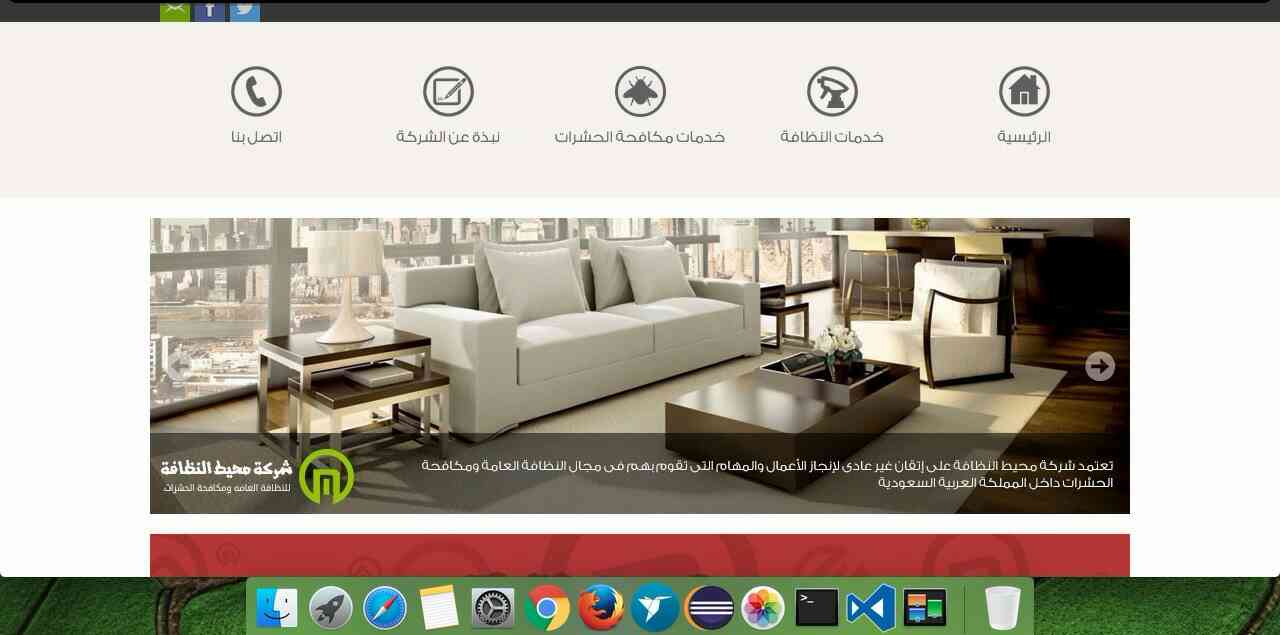 الرئيسية
خدمات النظافة
خدمات مكافحة الحشرات
نبذة عن الشركة
اتصل بنا
تعتمد شركة محيط النظافة على إتقان غير عادى لإنجاز الأعمال والمهام التى تقوم بهم فى مجال النظافة العامة ومكافحة
الحشرات داخل المملكة العربية السعودية
شركة محيط النظافة
للنظافة العامه ومكافحة الحشرات